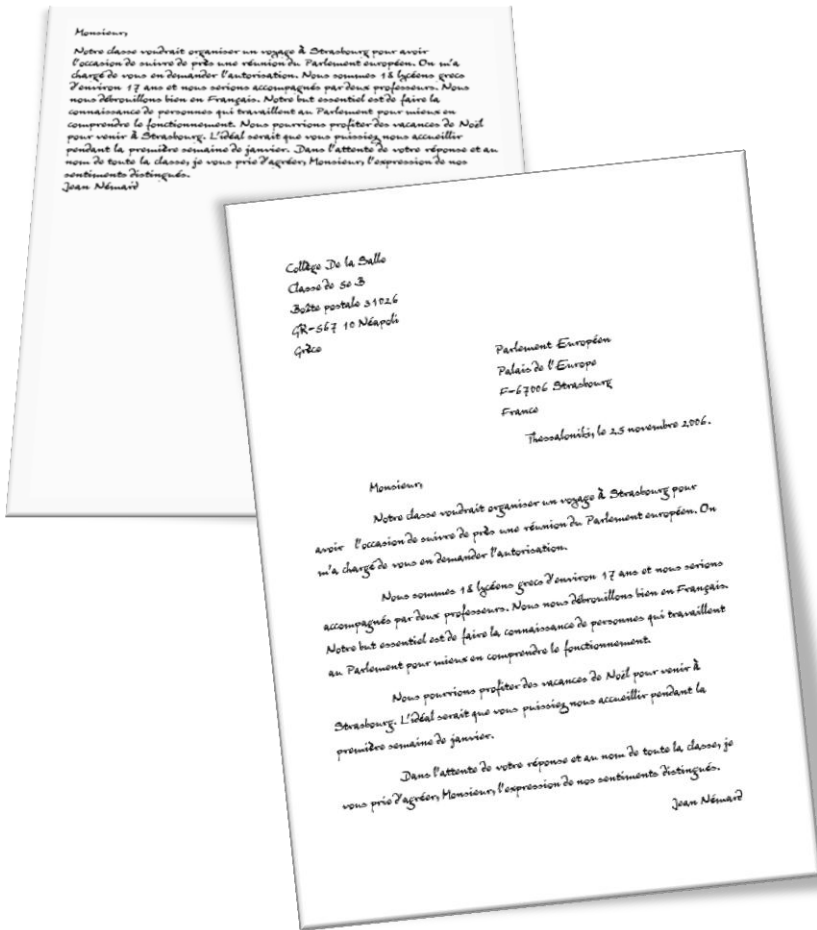 Monsieur,
Notre classe voudrait organiser un voyage à Strasbourg pour avoir
l'occasion de suivre de près une réunion du Parlement européen. On m'a
chargé de vous en demander l'autorisation. Nous sommes 18 lycéens grecs
d'environ 17 ans et nous serions accompagnés par deux professeurs. Nous
nous débrouillons bien en Français. Notre but essentiel est de faire la
connaissance de personnes qui travaillent au Parlement pour mieux en
comprendre le fonctionnement. Nous pourrions profiter des vacances de Noël
pour venir à Strasbourg. L'idéal serait que vous puissiez nous accueillir
pendant la première semaine de janvier. Dans l'attente de votre réponse et au
nom de toute la classe, je vous prie d'agréer, Monsieur, l'expression de nos
sentiments distingués.
Jean Némard
Collège De la Salle
Classe de 5e B
Boîte postale 31026
GR-567 10 Néapoli
Grèce
Parlement Européen
Palais de l'Europe
F-67006 Strasbourg
France
Thessaloniki, le 25 novembre 2006.
Monsieur,
Notre classe voudrait organiser un voyage à Strasbourg pour
avoir l'occasion de suivre de près une réunion du Parlement européen. On
m'a chargé de vous en demander l'autorisation.
Nous sommes 18 lycéens grecs d'environ 17 ans et nous serions
accompagnés par deux professeurs. Nous nous débrouillons bien en Français.
Notre but essentiel est de faire la connaissance de personnes qui travaillent
au Parlement pour mieux en comprendre le fonctionnement.
Nous pourrions profiter des vacances de Noël pour venir à
Strasbourg. L'idéal serait que vous puissiez nous accueillir pendant la
première semaine de janvier.
Dans l'attente de votre réponse et au nom de toute la classe, je
vous prie d'agréer, Monsieur, l'expression de nos sentiments distingués.
Jean Némard